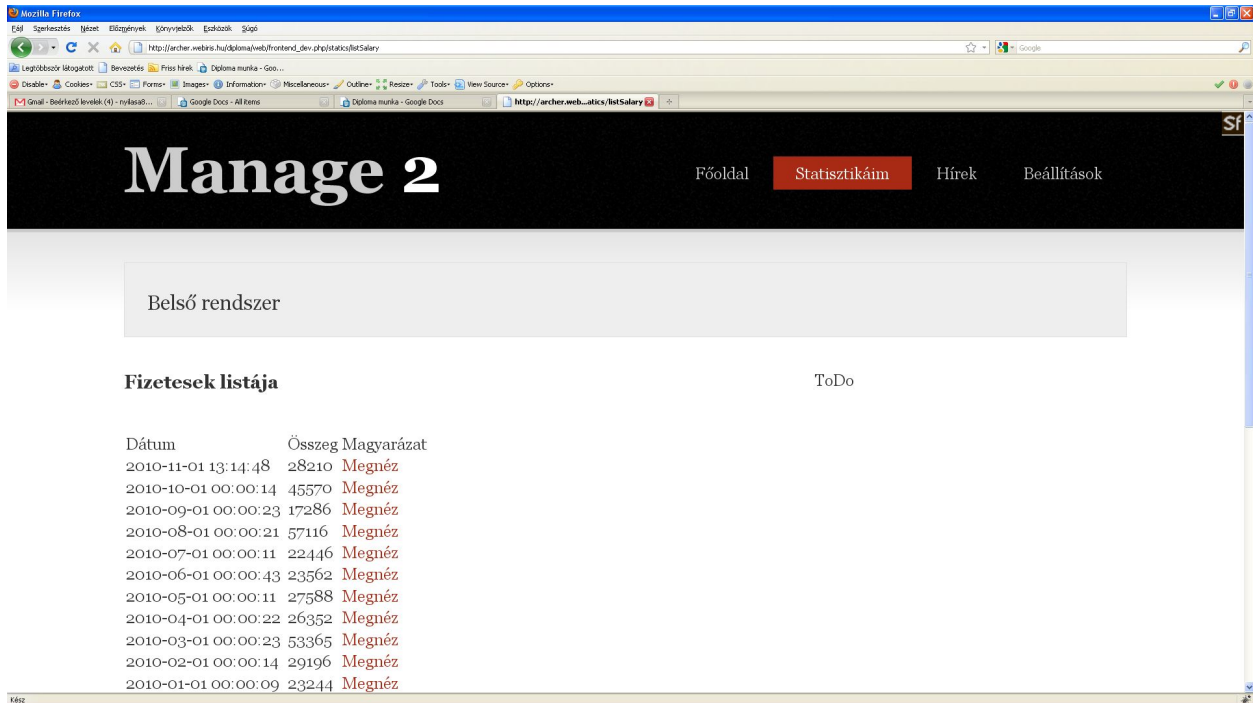 Mozilla Firefox
Fájl Szerkesztés Nézet Előzmények Könyvjelzők Eszközök Súgó
http://archer.webiris.hu/diploma/web/frontend_dev.php/statics/listSalary
Google
Legtöbbször látogatott Bevezetés Friss hírek Diploma munka - Goo...
Disable Cookies CSS Forms Images Information Miscellaneous Outline Resize Tools View Source Options
Gmail - Beérkező levelek (4) - nyilasa8... Google Docs - All items Diploma munka - Google Docs http://archer.web...atics/listSalary
Sf
Manage 2
Főoldal Statisztikáim Hírek Beállítások
Belső rendszer
Fizetesek listája
ToDo
Dátum Összeg Magyarázat
2010-11-01 13:14:48 28210 Megnéz
2010-10-01 00:00:14 45570 Megnéz
2010-09-01 00:00:23 17286 Megnéz
2010-08-01 00:00:21 57116 Megnéz
2010-07-01 00:00:11 22446 Megnéz
2010-06-01 00:00:43 23562 Megnéz
2010-05-01 00:00:11 27588 Megnéz
2010-04-01 00:00:22 26352 Megnéz
2010-03-01 00:00:23 53365 Megnéz
2010-02-01 00:00:14 29196 Megnéz
2010-01-01 00:00:09 23244 Megnéz
Kész